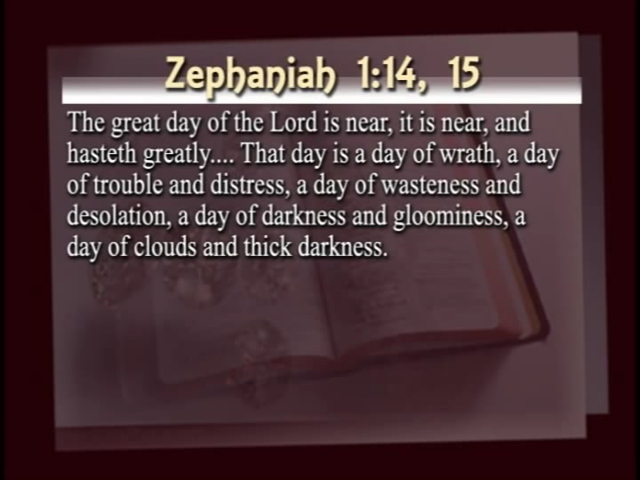 Zephaniah 1:14, 15
The great day of the Lord is near, it is near, and
hasteth greatly.... That day is a day of wrath, a day
of trouble and distress, a day of wasteness and
desolation, a day of darkness and gloominess, a
day of clouds and thick darkness.